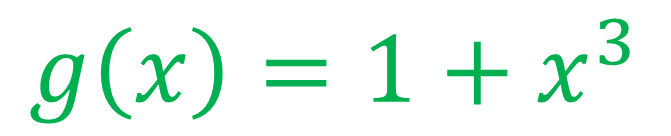 g(x) = 1 + x³